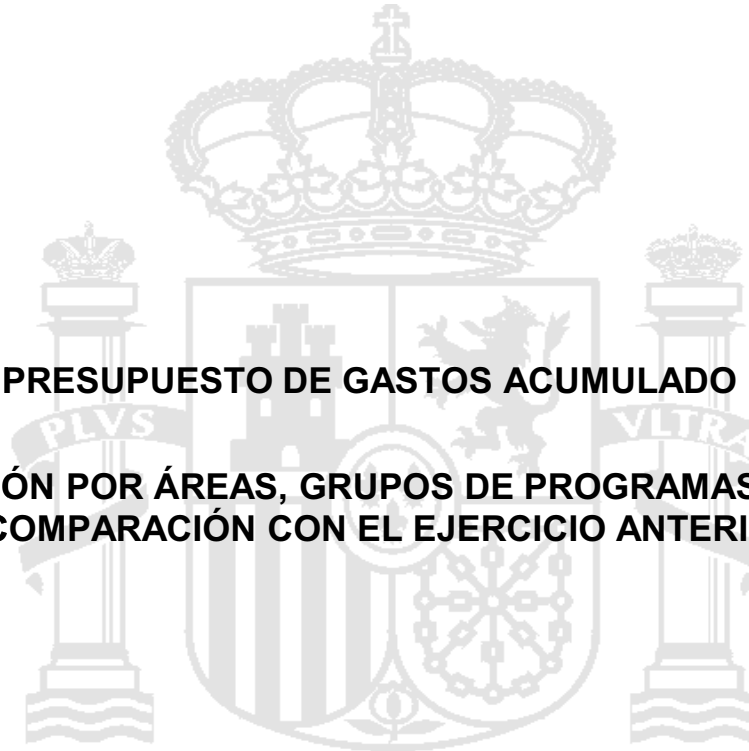 PRESUPUESTO DE GASTOS ACUMULADO
PLVS
VLTRA
ÓN POR ÁREAS, GRUPOS DE PROGRAMAS
COMPARACIÓN CON EL EJERCICIO ANTERI